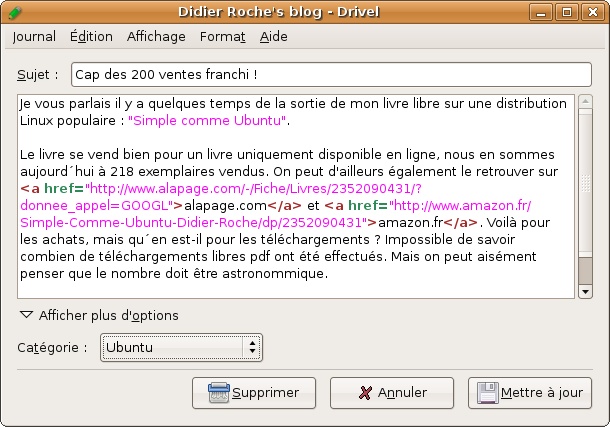 Didier Roche's blog - Drivel
Journal Édition Affichage Format Aide
Sujet : Cap des 200 ventes franchi !
Je vous parlais il y a quelques temps de la sortie de mon livre libre sur une distribution
Linux populaire : "Simple comme Ubuntu".
Le livre se vend bien pour un livre uniquement disponible en ligne, nous en sommes
aujourd´hui à 218 exemplaires vendus. On peut d'ailleurs également le retrouver sur
<a href="http://www.alapage.com/-/Fiche/Livres/2352090431/?
donnee_appel=GOOGL">alapage.com</a> et <a href="http://www.amazon.fr/
Simple-Comme-Ubuntu-Didier-Roche/dp/2352090431">amazon.fr</a>. Voilà pour
les achats, mais qu´en est-il pour les téléchargements ? Impossible de savoir
combien de téléchargements libres pdf ont été effectués. Mais on peut aisément
penser que le nombre doit être astronommique.
Afficher plus d'options
Catégorie : Ubuntu
Supprimer Annuler Mettre à jour